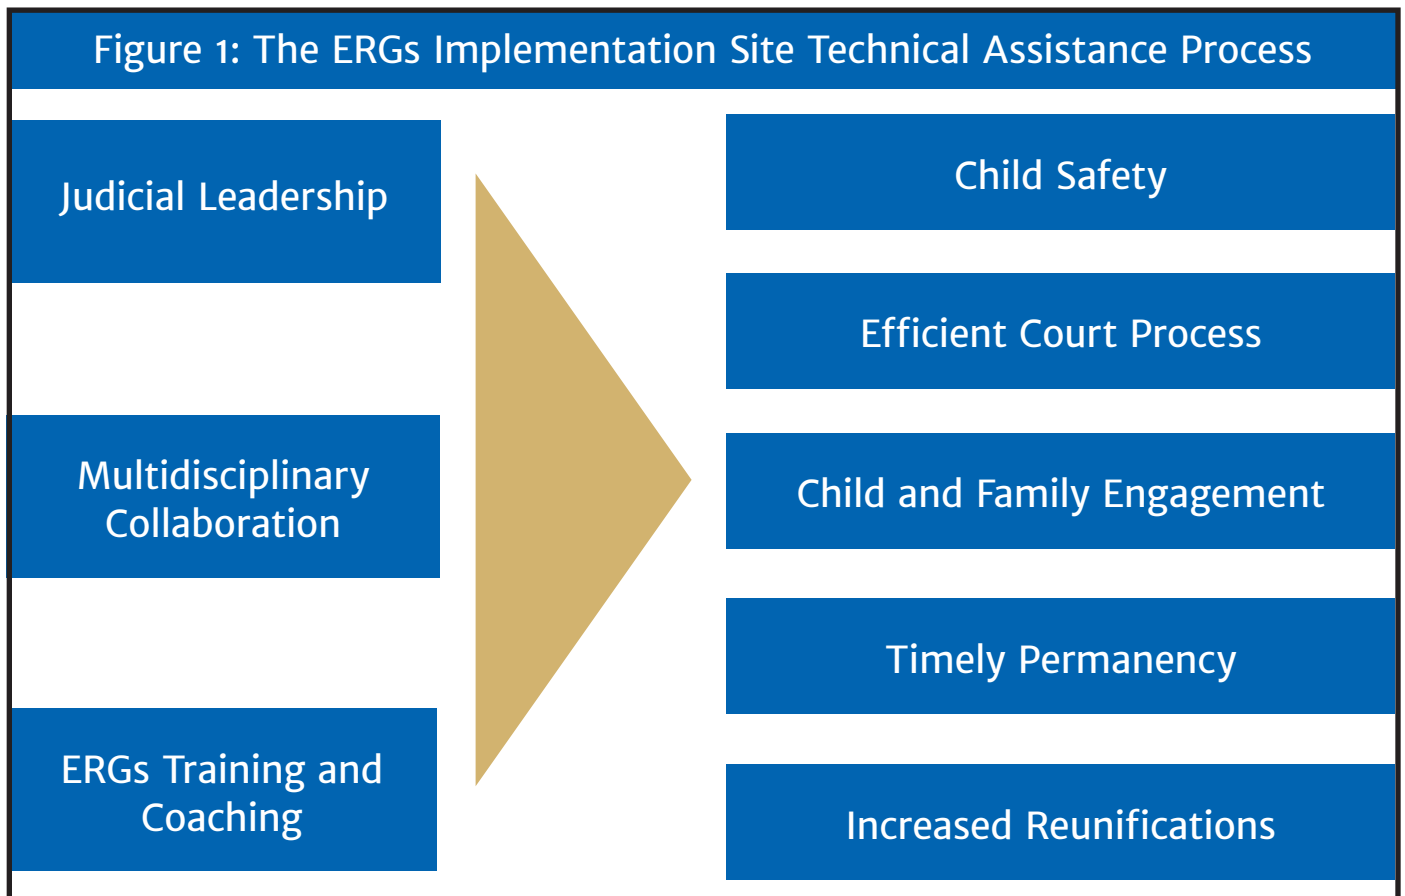 Figure 1: The ERGs Implementation Site Technical Assistance Process
Judicial Leadership
Multidisciplinary
Collaboration
ERGs Training and
Coaching
Child Safety
Efficient Court Process
Child and Family Engagement
Timely Permanency
Increased Reunifications